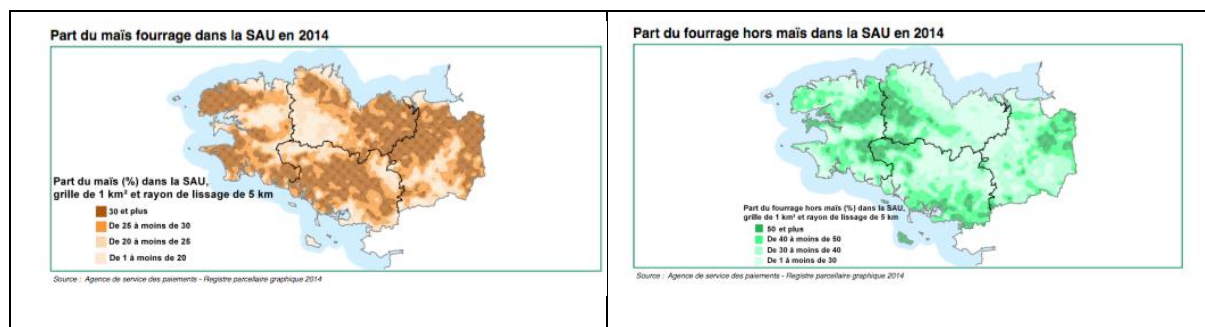 Part du maïs fourrage dans la SAU en 2014
Part du maïs (%) dans la SAU,
grille de 1 km² et rayon de lissage de 5 km
30 et plus
De 25 à moins de 30
De 20 à moins de 25
De 1 à moins de 20
Source : Agence de service des paiements - Registre parcellaire graphique 2014
Part du fourrage hors maïs dans la SAU en 2014
Part du fourrage hors maïs (%) dans la SAU,
grille de 1 km² et rayon de lissage de 5 km
50 et plus
De 40 à moins de 50
De 30 à moins de 40
De 1 à moins de 30
Source : Agence de service des paiements - Registre parcellaire graphique 2014